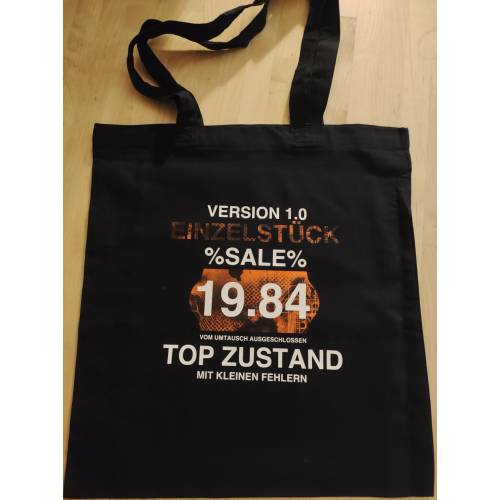 VERSION 1.0
EINZELSTÜCK
%SALE%
19.84
VOM UMTAUSCH AUSGESCHLOSSEN
TOP ZUSTAND
MIT KLEINEN FEHLERN